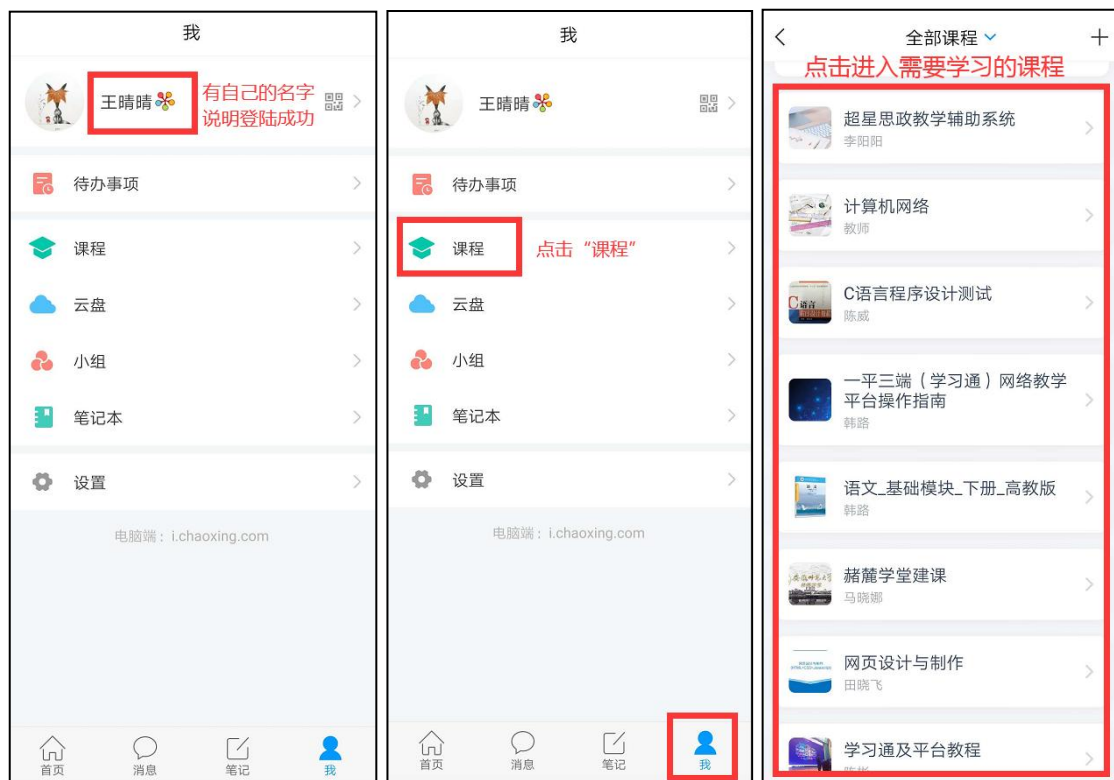 我
王晴晴
有自己的名字
说明登陆成功
待办事项
课程
云盘
小组
笔记本
设置
电脑端：i.chaoxing.com
首页
消息
笔记
我
我
王晴晴
待办事项
课程
点击“课程”
云盘
小组
笔记本
设置
电脑端：i.chaoxing.com
首页
消息
笔记
我
全部课程
点击进入需要学习的课程
超星思政教学辅助系统
李阳阳
计算机网络
教师
C语言程序设计测试
陈威
一平三端（学习通）网络教学
平台操作指南
韩路
语文_基础模块_下册_高教版
韩路
赭麓学堂建课
马晓娜
网页设计与制作
田晓飞
学习通及平台教程